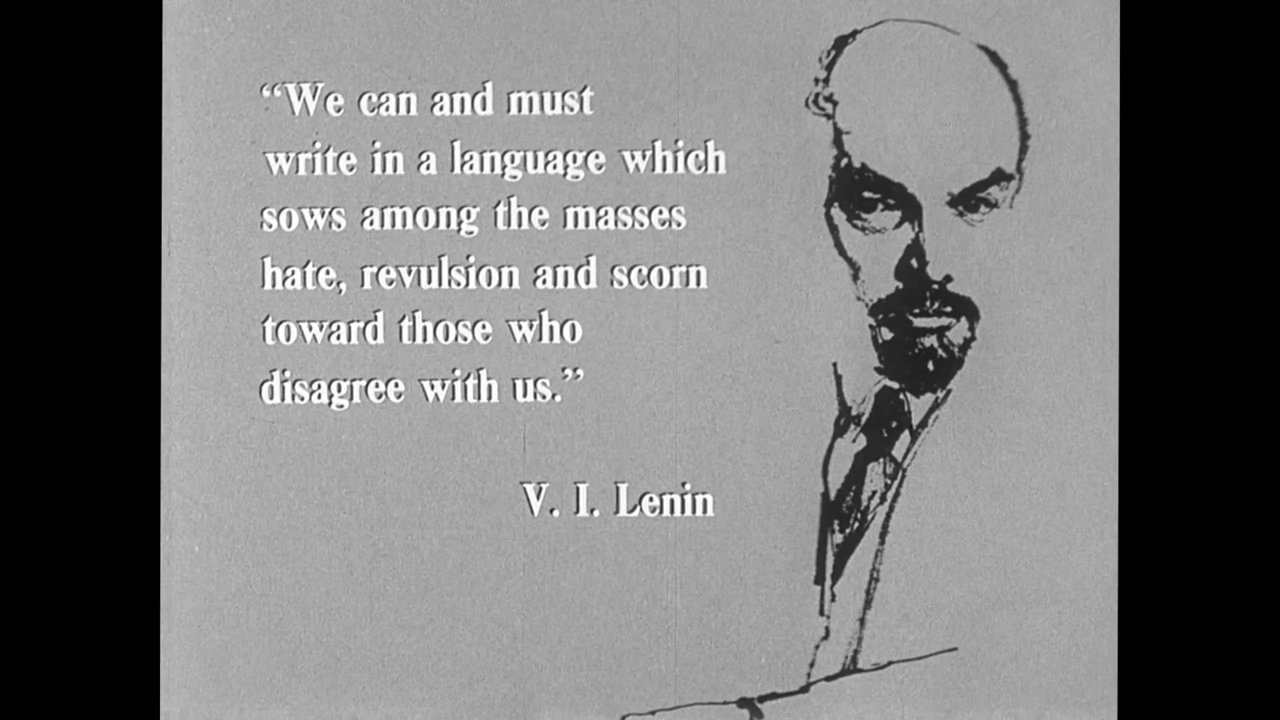 “We can and must
write in a language which
sows among the masses
hate, revulsion and scorn
toward those who
disagree with us.”
V. I. Lenin